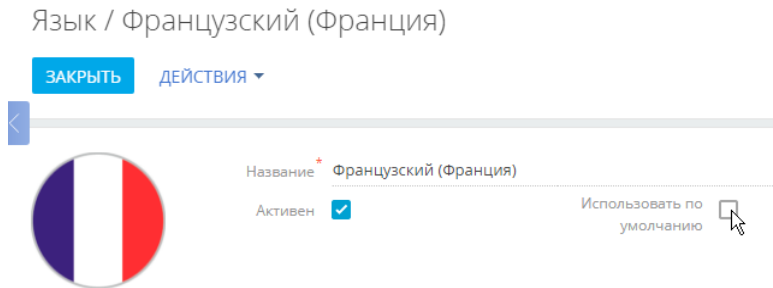 Язык / Французский (Франция)
ЗАКРЫТЬ ДЕЙСТВИЯ
Название * Французский (Франция)
Активен Использовать по
умолчанию